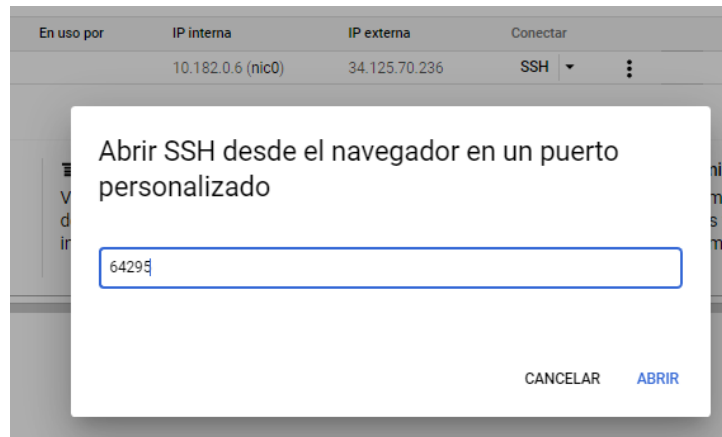 En uso por IP interna IP externa Conectar
10.182.0.6 (nic0) 34.125.70.236 SSH
Abrir SSH desde el navegador en un puerto
personalizado
64295
CANCELAR ABRIR